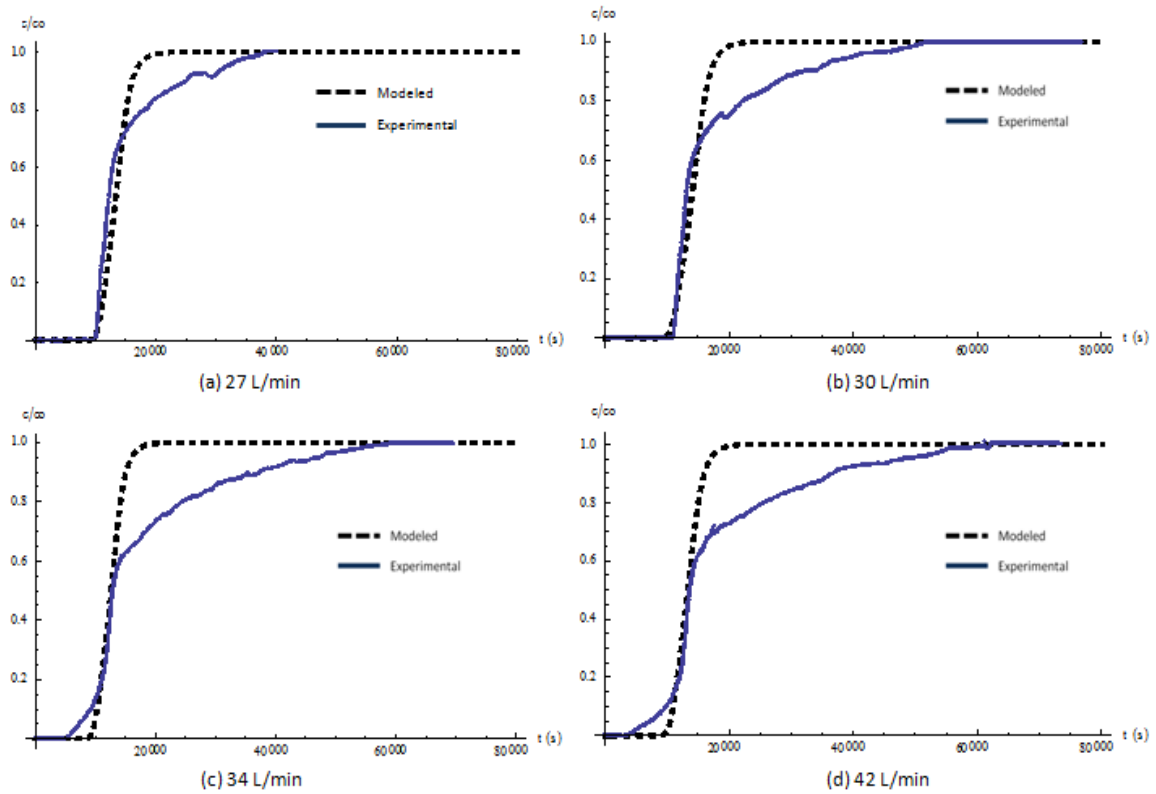 c/co
1.0
0.8
0.6
0.4
0.2
20000
40000
60000
80000
t (s)
Modeled
Experimental
(a) 27 L/min
c/co
1.0
0.8
0.6
0.4
0.2
20000
40000
60000
80000
t (s)
Modeled
Experimental
(b) 30 L/min
c/co
1.0
0.8
0.6
0.4
0.2
20000
40000
60000
80000
t (s)
Modeled
Experimental
(c) 34 L/min
c/co
1.0
0.8
0.6
0.4
0.2
20000
40000
60000
80000
t (s)
Modeled
Experimental
(d) 42 L/min